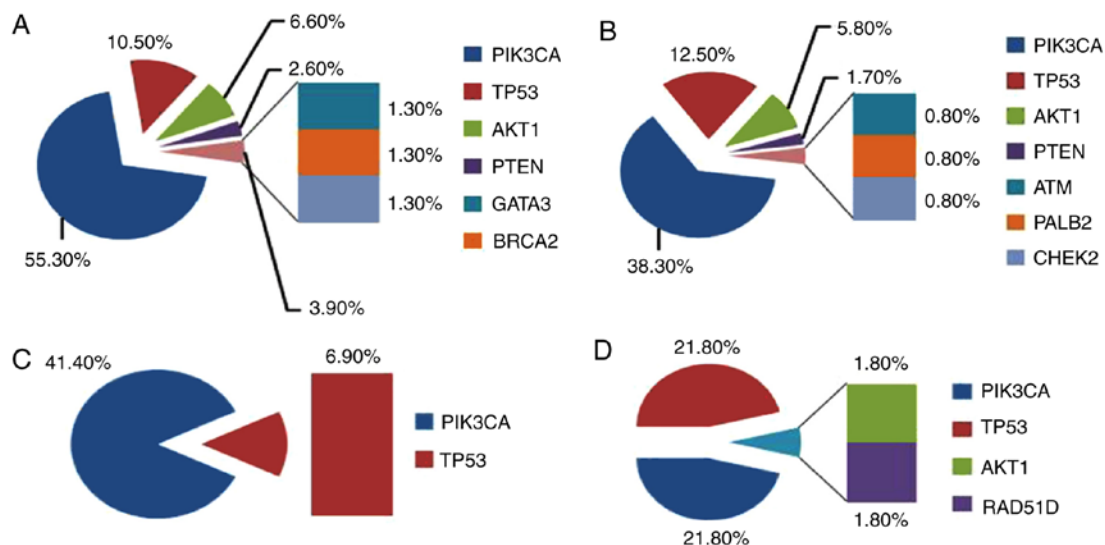 A
10.50%
6.60%
2.60%
1.30%
1.30%
1.30%
55.30%
3.90%
PIK3CA
TP53
AKT1
PTEN
GATA3
BRCA2
B
12.50%
5.80%
1.70%
0.80%
0.80%
0.80%
38.30%
PIK3CA
TP53
AKT1
PTEN
ATM
PALB2
CHEK2
C
41.40%
6.90%
PIK3CA
TP53
D
21.80%
1.80%
21.80%
1.80%
PIK3CA
TP53
AKT1
RAD51D